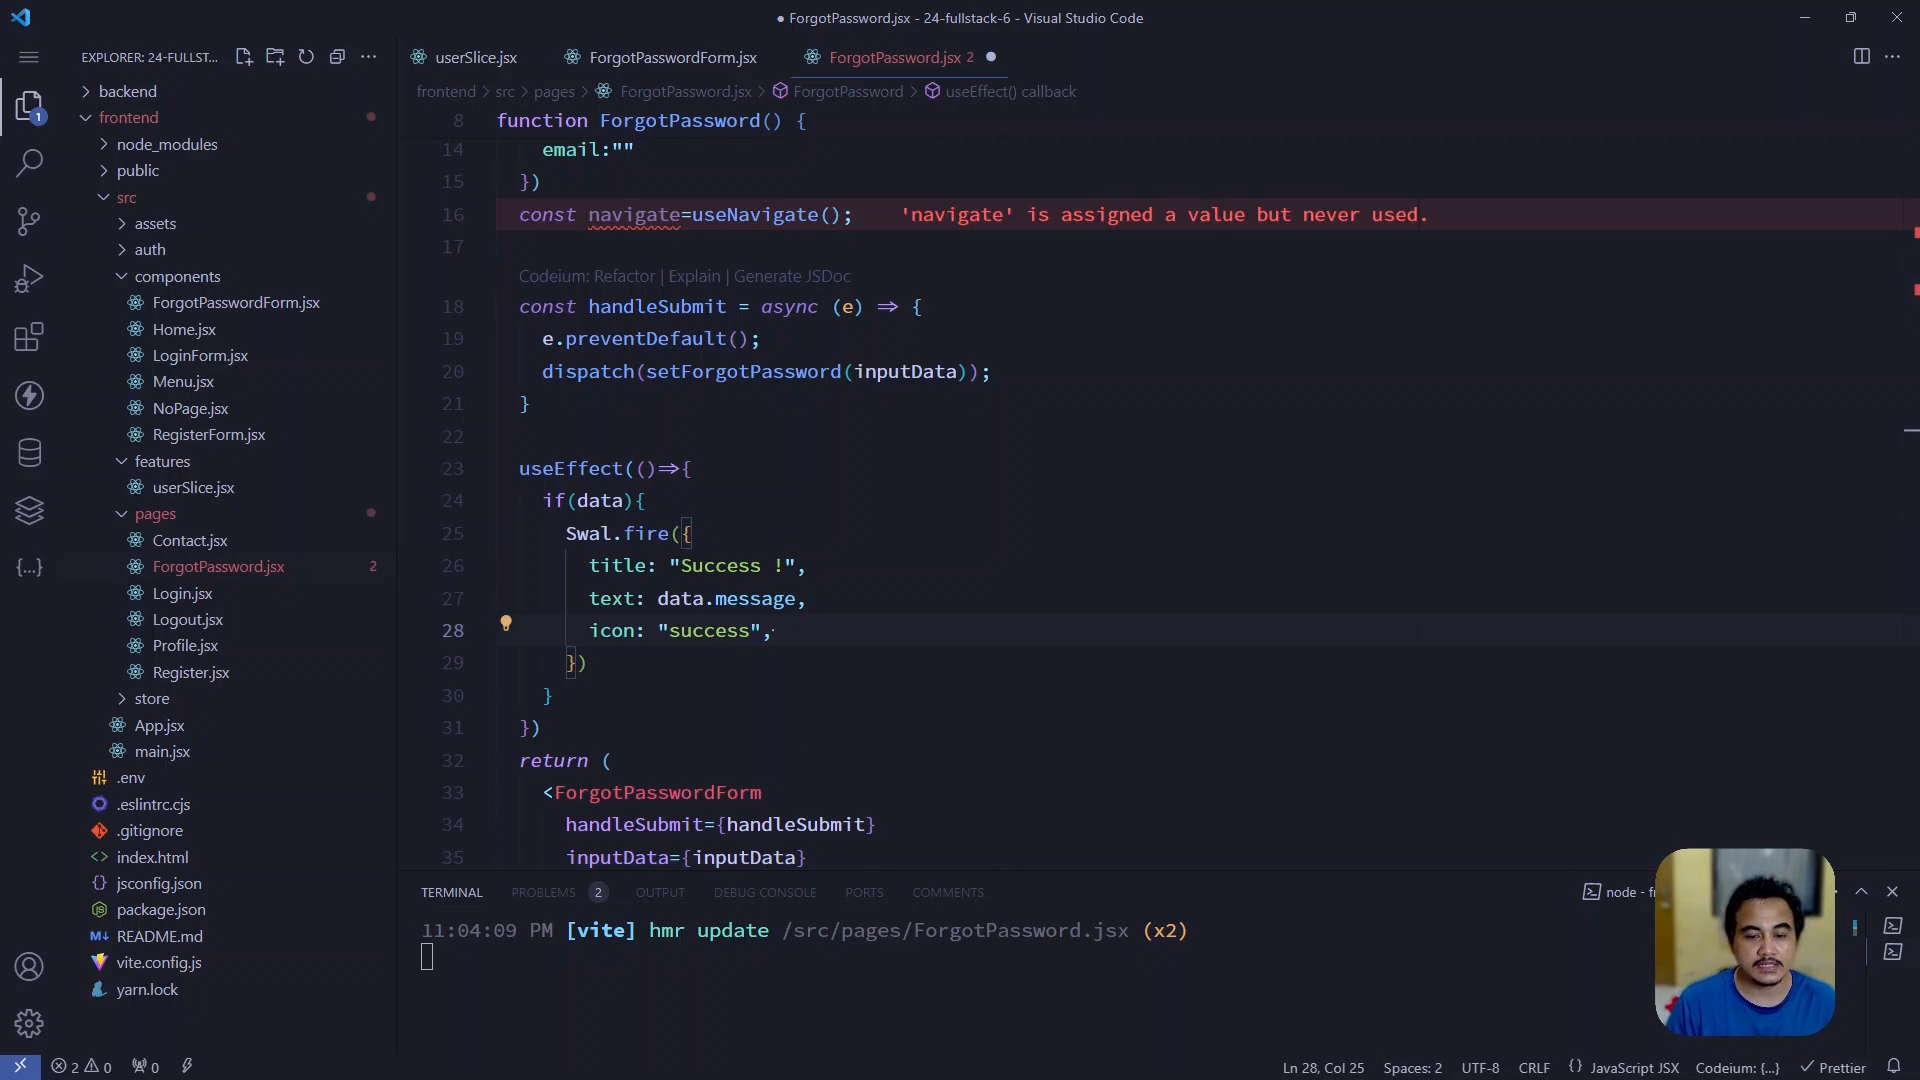 ● ForgotPassword.jsx - 24-fullstack-6 - Visual Studio Code
EXPLORER: 24-FULLST...
userSlice.jsx
ForgotPasswordForm.jsx
ForgotPassword.jsx 2
frontend > src > pages > ForgotPassword.jsx > ForgotPassword > useEffect() callback
1
backend
frontend
node_modules
public
src
assets
auth
components
ForgotPasswordForm.jsx
Home.jsx
LoginForm.jsx
Menu.jsx
NoPage.jsx
RegisterForm.jsx
features
userSlice.jsx
pages
Contact.jsx
ForgotPassword.jsx 2
Login.jsx
Logout.jsx
Profile.jsx
Register.jsx
store
App.jsx
main.jsx
.env
.eslintrc.cjs
.gitignore
index.html
jsconfig.json
package.json
README.md
vite.config.js
yarn.lock
8 function ForgotPassword() {
14 email:""
15 })
16 const navigate=useNavigate(); 'navigate' is assigned a value but never used.
17
Codeium: Refactor | Explain | Generate JSDoc
18 const handleSubmit = async (e) => {
19 e.preventDefault();
20 dispatch(setForgotPassword(inputData));
21 }
22
23 useEffect(()=>{
24 if(data){
25 Swal.fire({
26 title: "Success !",
27 text: data.message,
28 icon: "success",
29 })
30 }
31 })
32 return (
33 <ForgotPasswordForm
34 handleSubmit={handleSubmit}
35 inputData={inputData}
TERMINAL PROBLEMS 2 OUTPUT DEBUG CONSOLE PORTS COMMENTS
node - fr
11:04:09 PM [vite] hmr update /src/pages/ForgotPassword.jsx (x2)
2 0 0
Ln 28, Col 25 Spaces: 2 UTF-8 CRLF {} JavaScript JSX Codeium: {...} Prettier